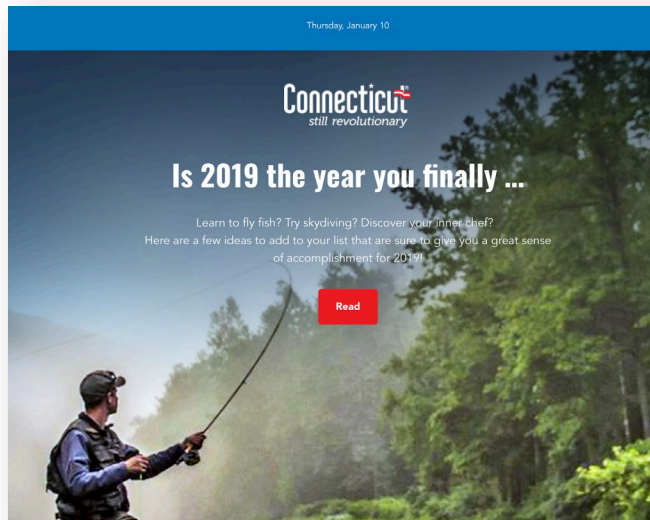 Thursday, January 10
Connecticut
still revolutionary
Is 2019 the year you finally ...
Learn to fly fish? Try skydiving? Discover your inner chef?
Here are a few ideas to add to your list that are sure to give you a great sense
of accomplishment for 2019!
Read